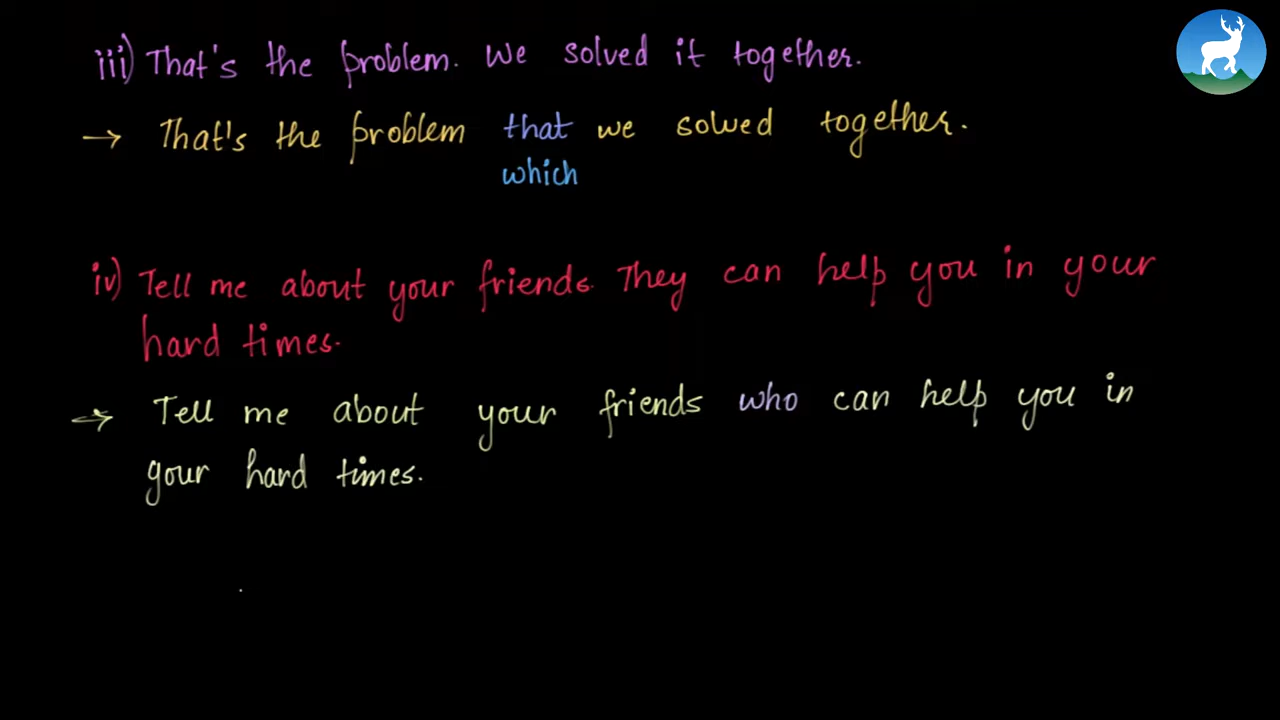 iii) That's the problem. We solved it together.
→ That's the problem that we solved together.
which
iv) Tell me about your friends. They can help you in your
hard times.
→ Tell me about your friends who can help you in
your hard times.